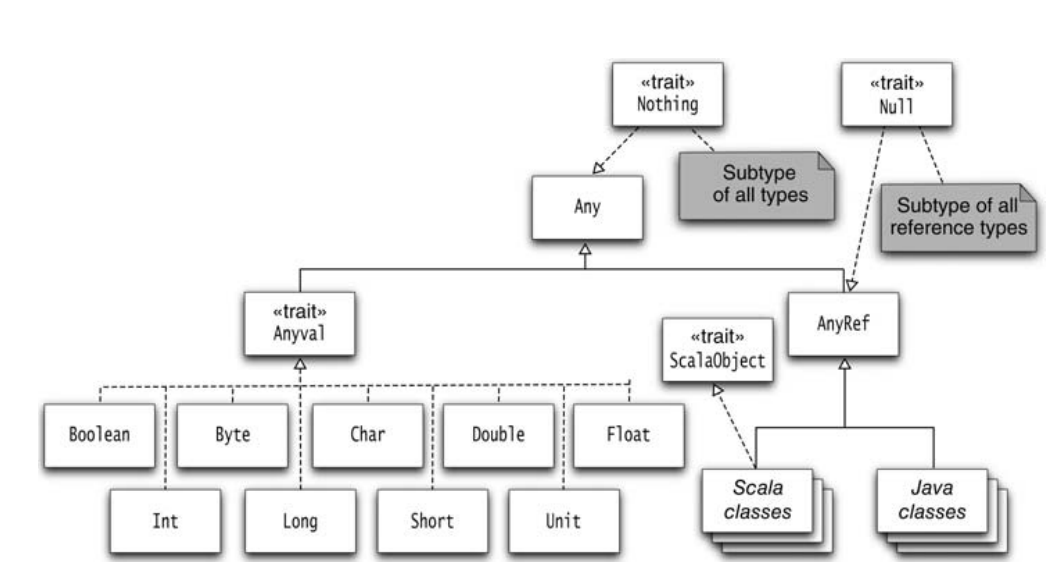 «trait»
Nothing
«trait»
Null
Subtype
of all types
Any
Subtype of all
reference types
«trait»
Anyval
AnyRef
«trait»
ScalaObject
Boolean
Byte
Char
Double
Float
Scala
classes
Java
classes
Int
Long
Short
Unit